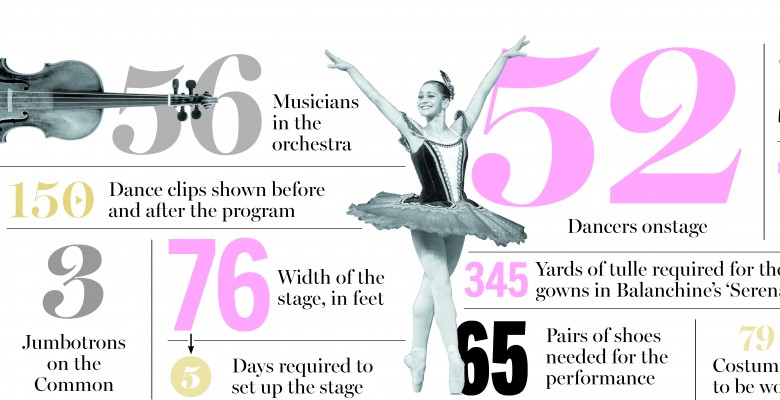 56
Musicians
in the
orchestra
150
Dance clips shown before
and after the program
3
Jumbotrons
on the
Common
76
Width of the
stage, in feet
5
Days required to
set up the stage
52
Dancers onstage
345
Yards of tulle required for the
gowns in Balanchine's 'Seren
65
Pairs of shoes
needed for the
performance
79
Costum
to be wo